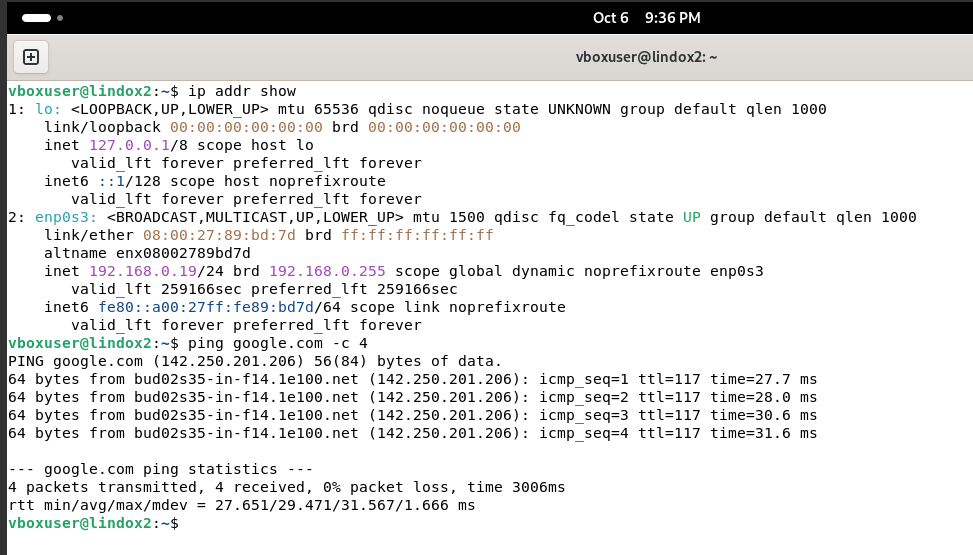 Oct 6 9:36 PM
vboxuser@lindox2: ~
vboxuser@lindox2:~$ ip addr show
1: lo: <LOOPBACK,UP,LOWER_UP> mtu 65536 qdisc noqueue state UNKNOWN group default qlen 1000
    link/loopback 00:00:00:00:00:00 brd 00:00:00:00:00:00
    inet 127.0.0.1/8 scope host lo
       valid_lft forever preferred_lft forever
    inet6 ::1/128 scope host noprefixroute
       valid_lft forever preferred_lft forever
2: enp0s3: <BROADCAST,MULTICAST,UP,LOWER_UP> mtu 1500 qdisc fq_codel state UP group default qlen 1000
    link/ether 08:00:27:89:bd:7d brd ff:ff:ff:ff:ff:ff
    altname enx08002789bd7d
    inet 192.168.0.19/24 brd 192.168.0.255 scope global dynamic noprefixroute enp0s3
       valid_lft 259166sec preferred_lft 259166sec
    inet6 fe80::a00:27ff:fe89:bd7d/64 scope link noprefixroute
       valid_lft forever preferred_lft forever
vboxuser@lindox2:~$ ping google.com -c 4
PING google.com (142.250.201.206) 56(84) bytes of data.
64 bytes from bud02s35-in-f14.1e100.net (142.250.201.206): icmp_seq=1 ttl=117 time=27.7 ms
64 bytes from bud02s35-in-f14.1e100.net (142.250.201.206): icmp_seq=2 ttl=117 time=28.0 ms
64 bytes from bud02s35-in-f14.1e100.net (142.250.201.206): icmp_seq=3 ttl=117 time=30.6 ms
64 bytes from bud02s35-in-f14.1e100.net (142.250.201.206): icmp_seq=4 ttl=117 time=31.6 ms

--- google.com ping statistics ---
4 packets transmitted, 4 received, 0% packet loss, time 3006ms
rtt min/avg/max/mdev = 27.651/29.471/31.567/1.666 ms
vboxuser@lindox2:~$